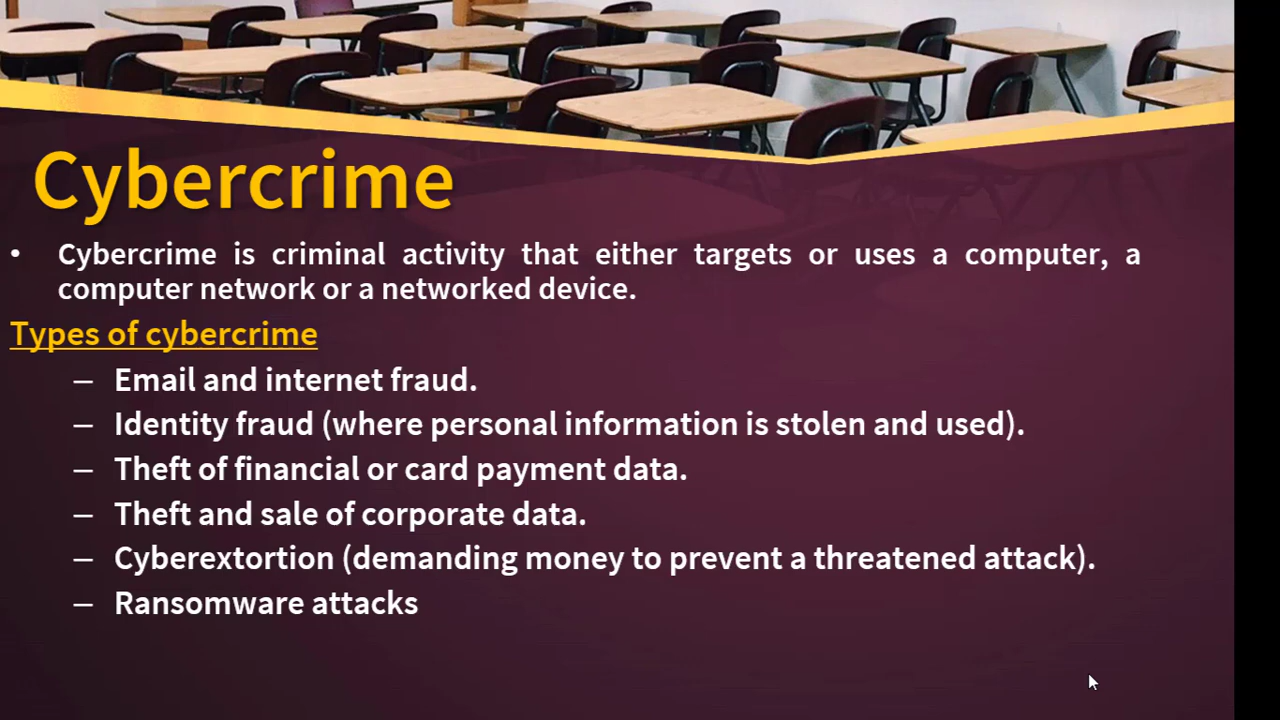 Cybercrime
• Cybercrime is criminal activity that either targets or uses a computer, a
computer network or a networked device.
Types of cybercrime
– Email and internet fraud.
– Identity fraud (where personal information is stolen and used).
– Theft of financial or card payment data.
– Theft and sale of corporate data.
– Cyberextortion (demanding money to prevent a threatened attack).
– Ransomware attacks